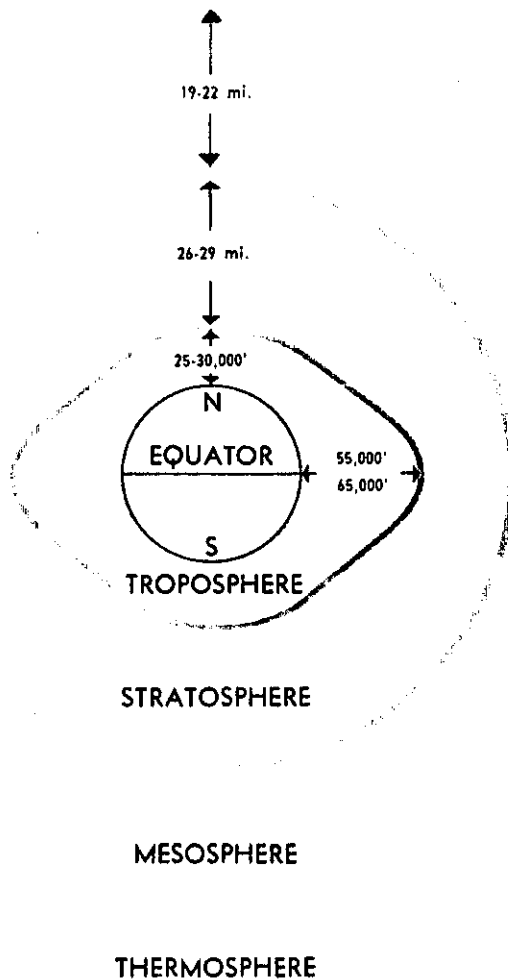 19-22 mi.
26-29 mi.
25-30,000'
N
EQUATOR
55,000'
65,000'
S
TROPOSPHERE
STRATOSPHERE
MESOSPHERE
THERMOSPHERE